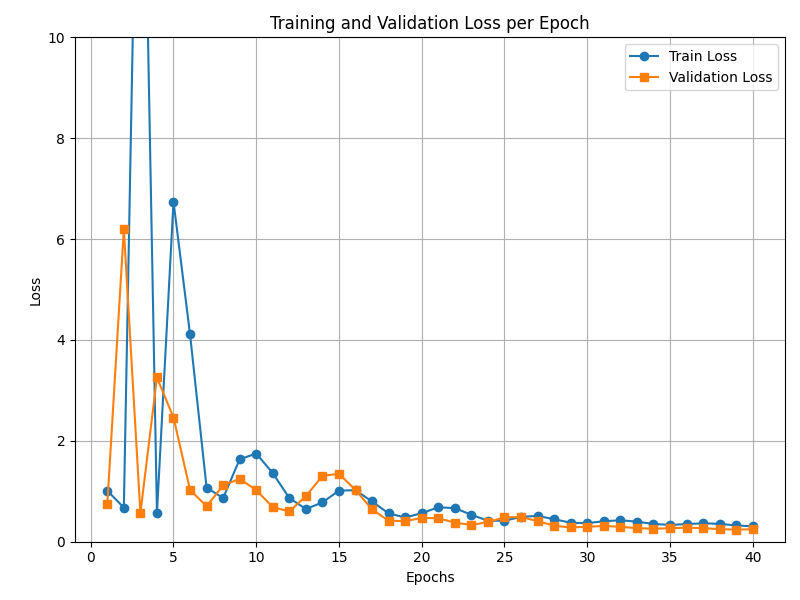 Training and Validation Loss per Epoch
Train Loss
Validation Loss
Loss
10
8
6
4
2
0
0 5 10 15 20 25 30 35 40
Epochs